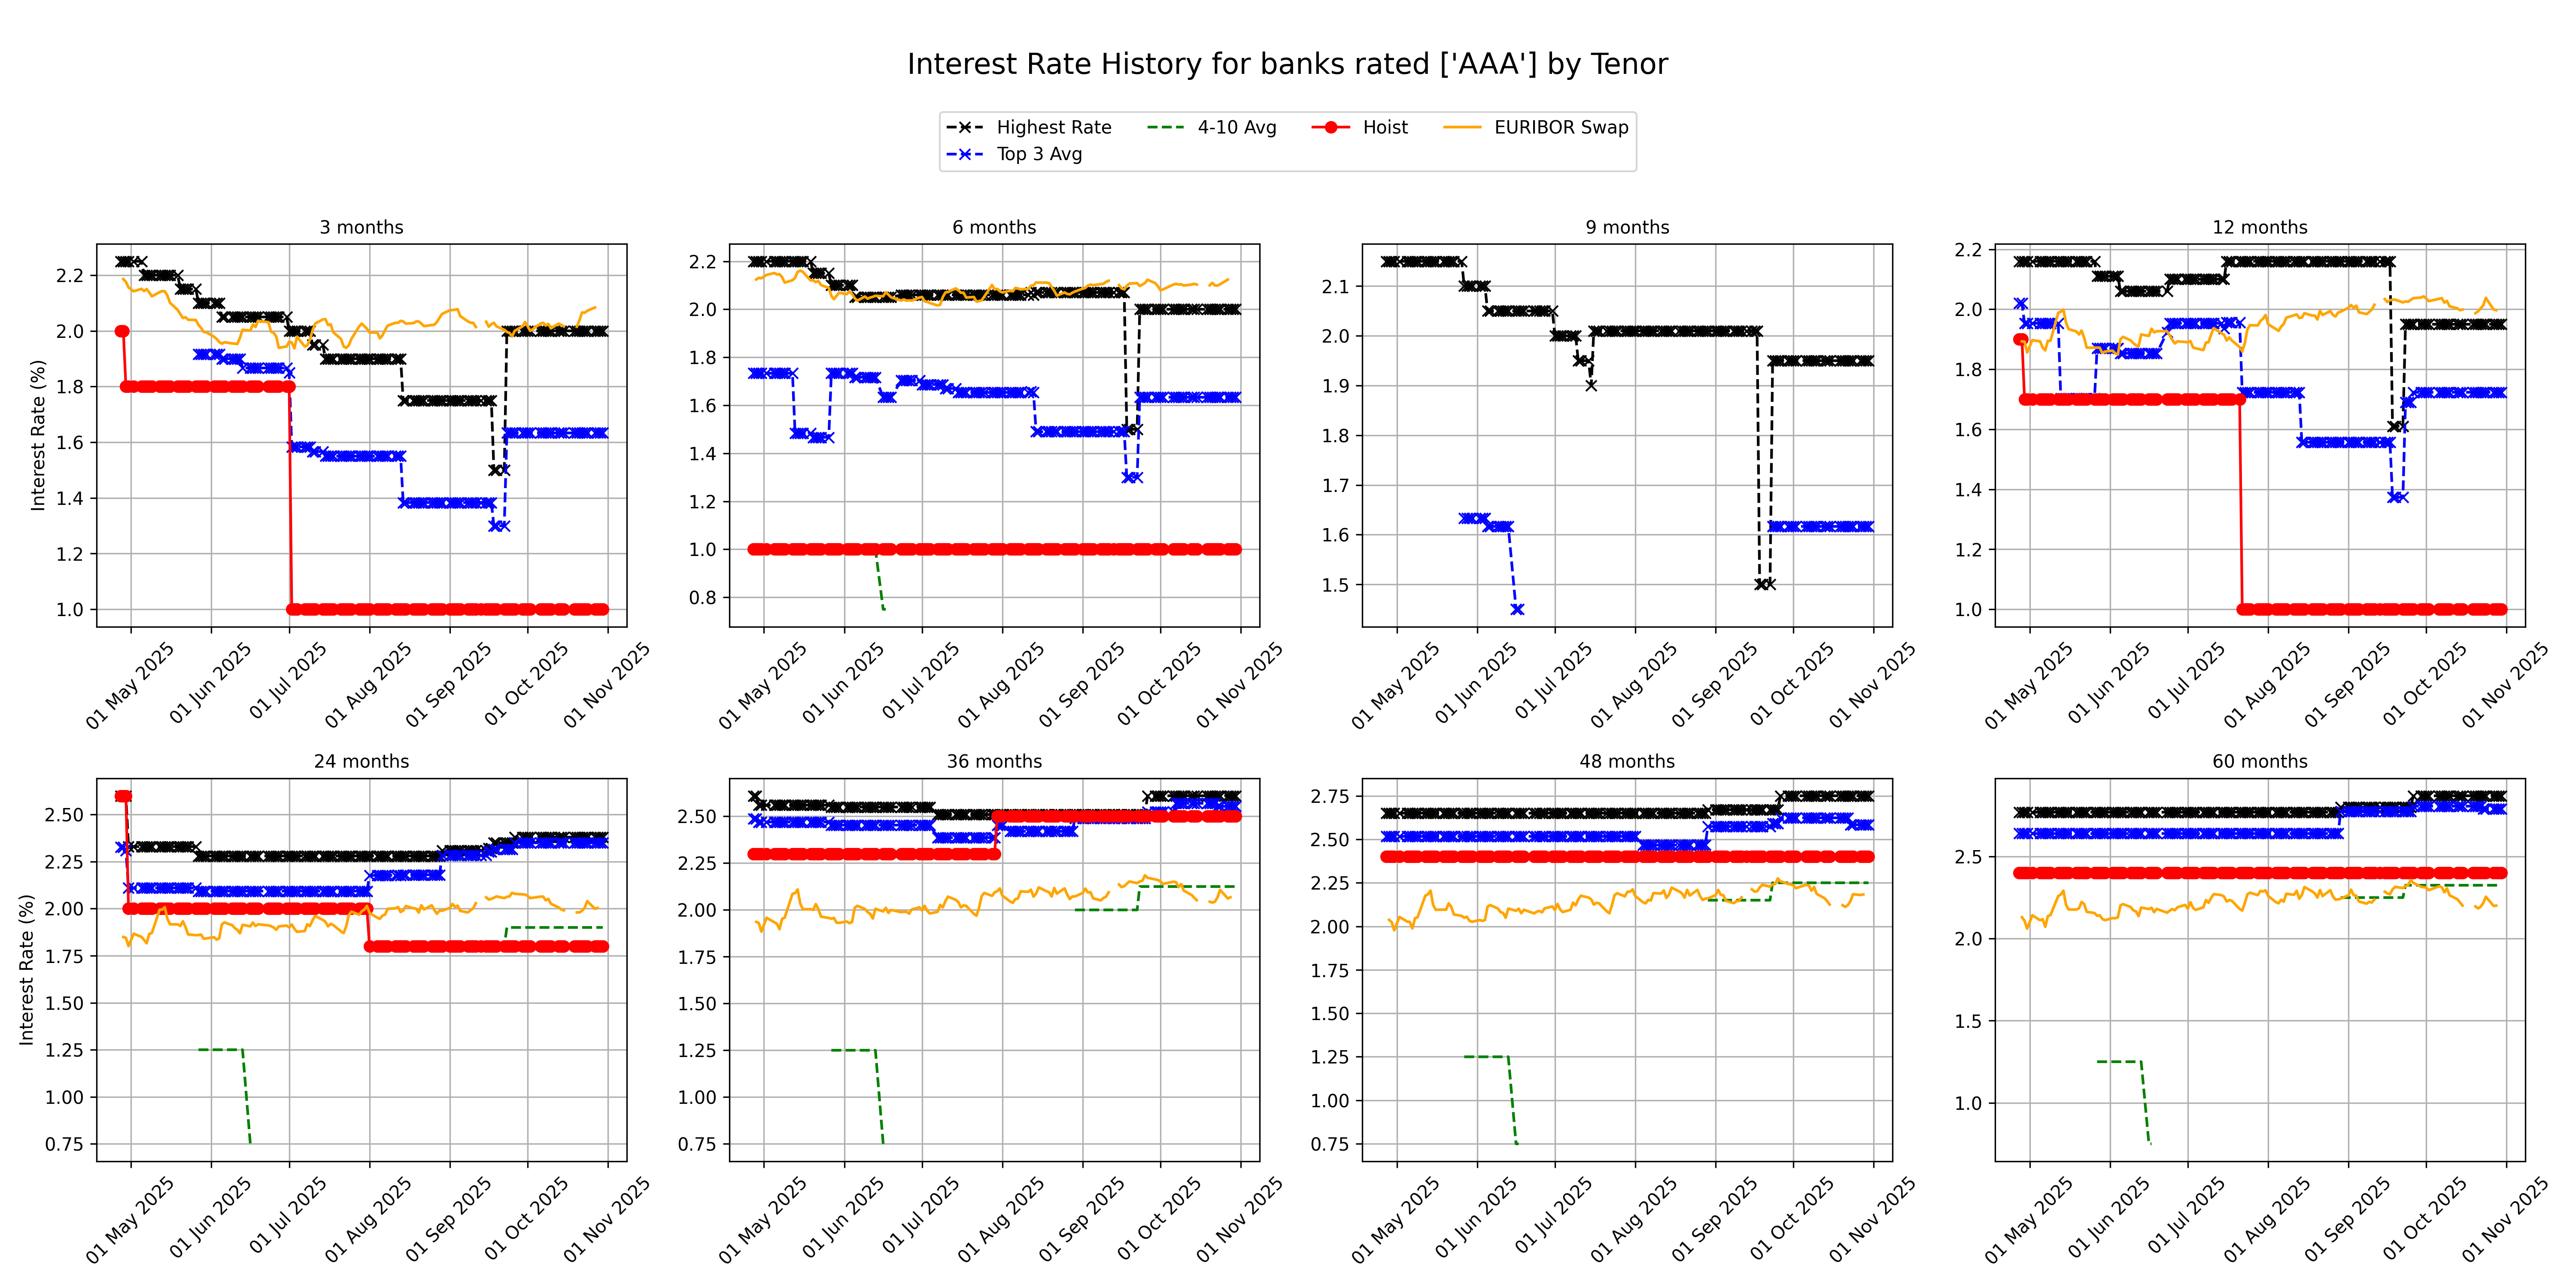 Interest Rate History for banks rated ['AAA'] by Tenor
Highest Rate 4-10 Avg Hoist EURIBOR Swap
Top 3 Avg
3 months
Interest Rate (%)
2.2
2.0
1.8
1.6
1.4
1.2
1.0
01 May 2025
01 Jun 2025
01 Jul 2025
01 Aug 2025
01 Sep 2025
01 Oct 2025
01 Nov 2025
6 months
2.2
2.0
1.8
1.6
1.4
1.2
1.0
0.8
01 May 2025
01 Jun 2025
01 Jul 2025
01 Aug 2025
01 Sep 2025
01 Oct 2025
01 Nov 2025
9 months
2.1
2.0
1.9
1.8
1.7
1.6
1.5
01 May 2025
01 Jun 2025
01 Jul 2025
01 Aug 2025
01 Sep 2025
01 Oct 2025
01 Nov 2025
12 months
2.2
2.0
1.8
1.6
1.4
1.2
1.0
01 May 2025
01 Jun 2025
01 Jul 2025
01 Aug 2025
01 Sep 2025
01 Oct 2025
01 Nov 2025
24 months
Interest Rate (%)
2.50
2.25
2.00
1.75
1.50
1.25
1.00
0.75
01 May 2025
01 Jun 2025
01 Jul 2025
01 Aug 2025
01 Sep 2025
01 Oct 2025
01 Nov 2025
36 months
2.50
2.25
2.00
1.75
1.50
1.25
1.00
0.75
01 May 2025
01 Jun 2025
01 Jul 2025
01 Aug 2025
01 Sep 2025
01 Oct 2025
01 Nov 2025
48 months
2.75
2.50
2.25
2.00
1.75
1.50
1.25
1.00
0.75
01 May 2025
01 Jun 2025
01 Jul 2025
01 Aug 2025
01 Sep 2025
01 Oct 2025
01 Nov 2025
60 months
2.5
2.0
1.5
1.0
01 May 2025
01 Jun 2025
01 Jul 2025
01 Aug 2025
01 Sep 2025
01 Oct 2025
01 Nov 2025